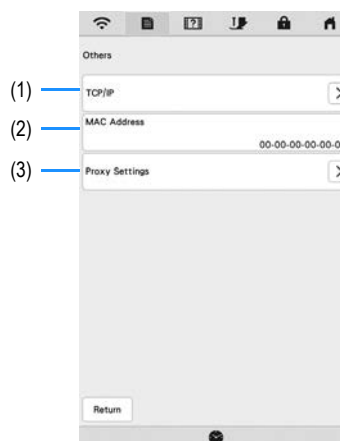 Others
(1)
TCP/IP
(2)
MAC Address
00-00-00-00-00-0
(3)
Proxy Settings
Return